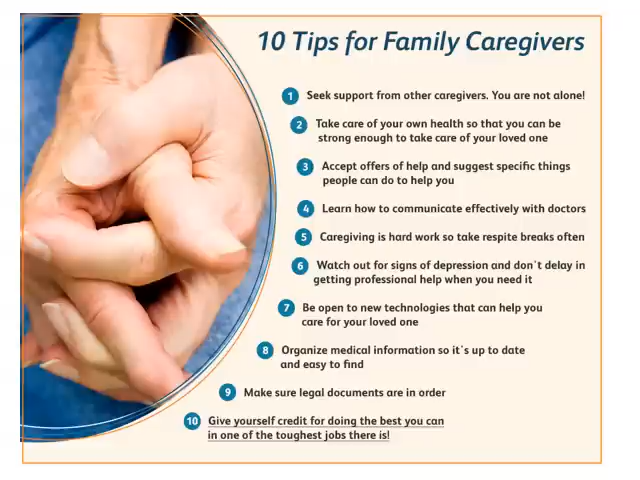 10 Tips for Family Caregivers
1 Seek support from other caregivers. You are not alone!
2 Take care of your own health so that you can be
strong enough to take care of your loved one
3 Accept offers of help and suggest specific things
people can do to help you
4 Learn how to communicate effectively with doctors
5 Caregiving is hard work so take respite breaks often
6 Watch out for signs of depression and don't delay in
getting professional help when you need it
7 Be open to new technologies that can help you
care for your loved one
8 Organize medical information so it's up to date
and easy to find
9 Make sure legal documents are in order
10 Give yourself credit for doing the best you can
in one of the toughest jobs there is!